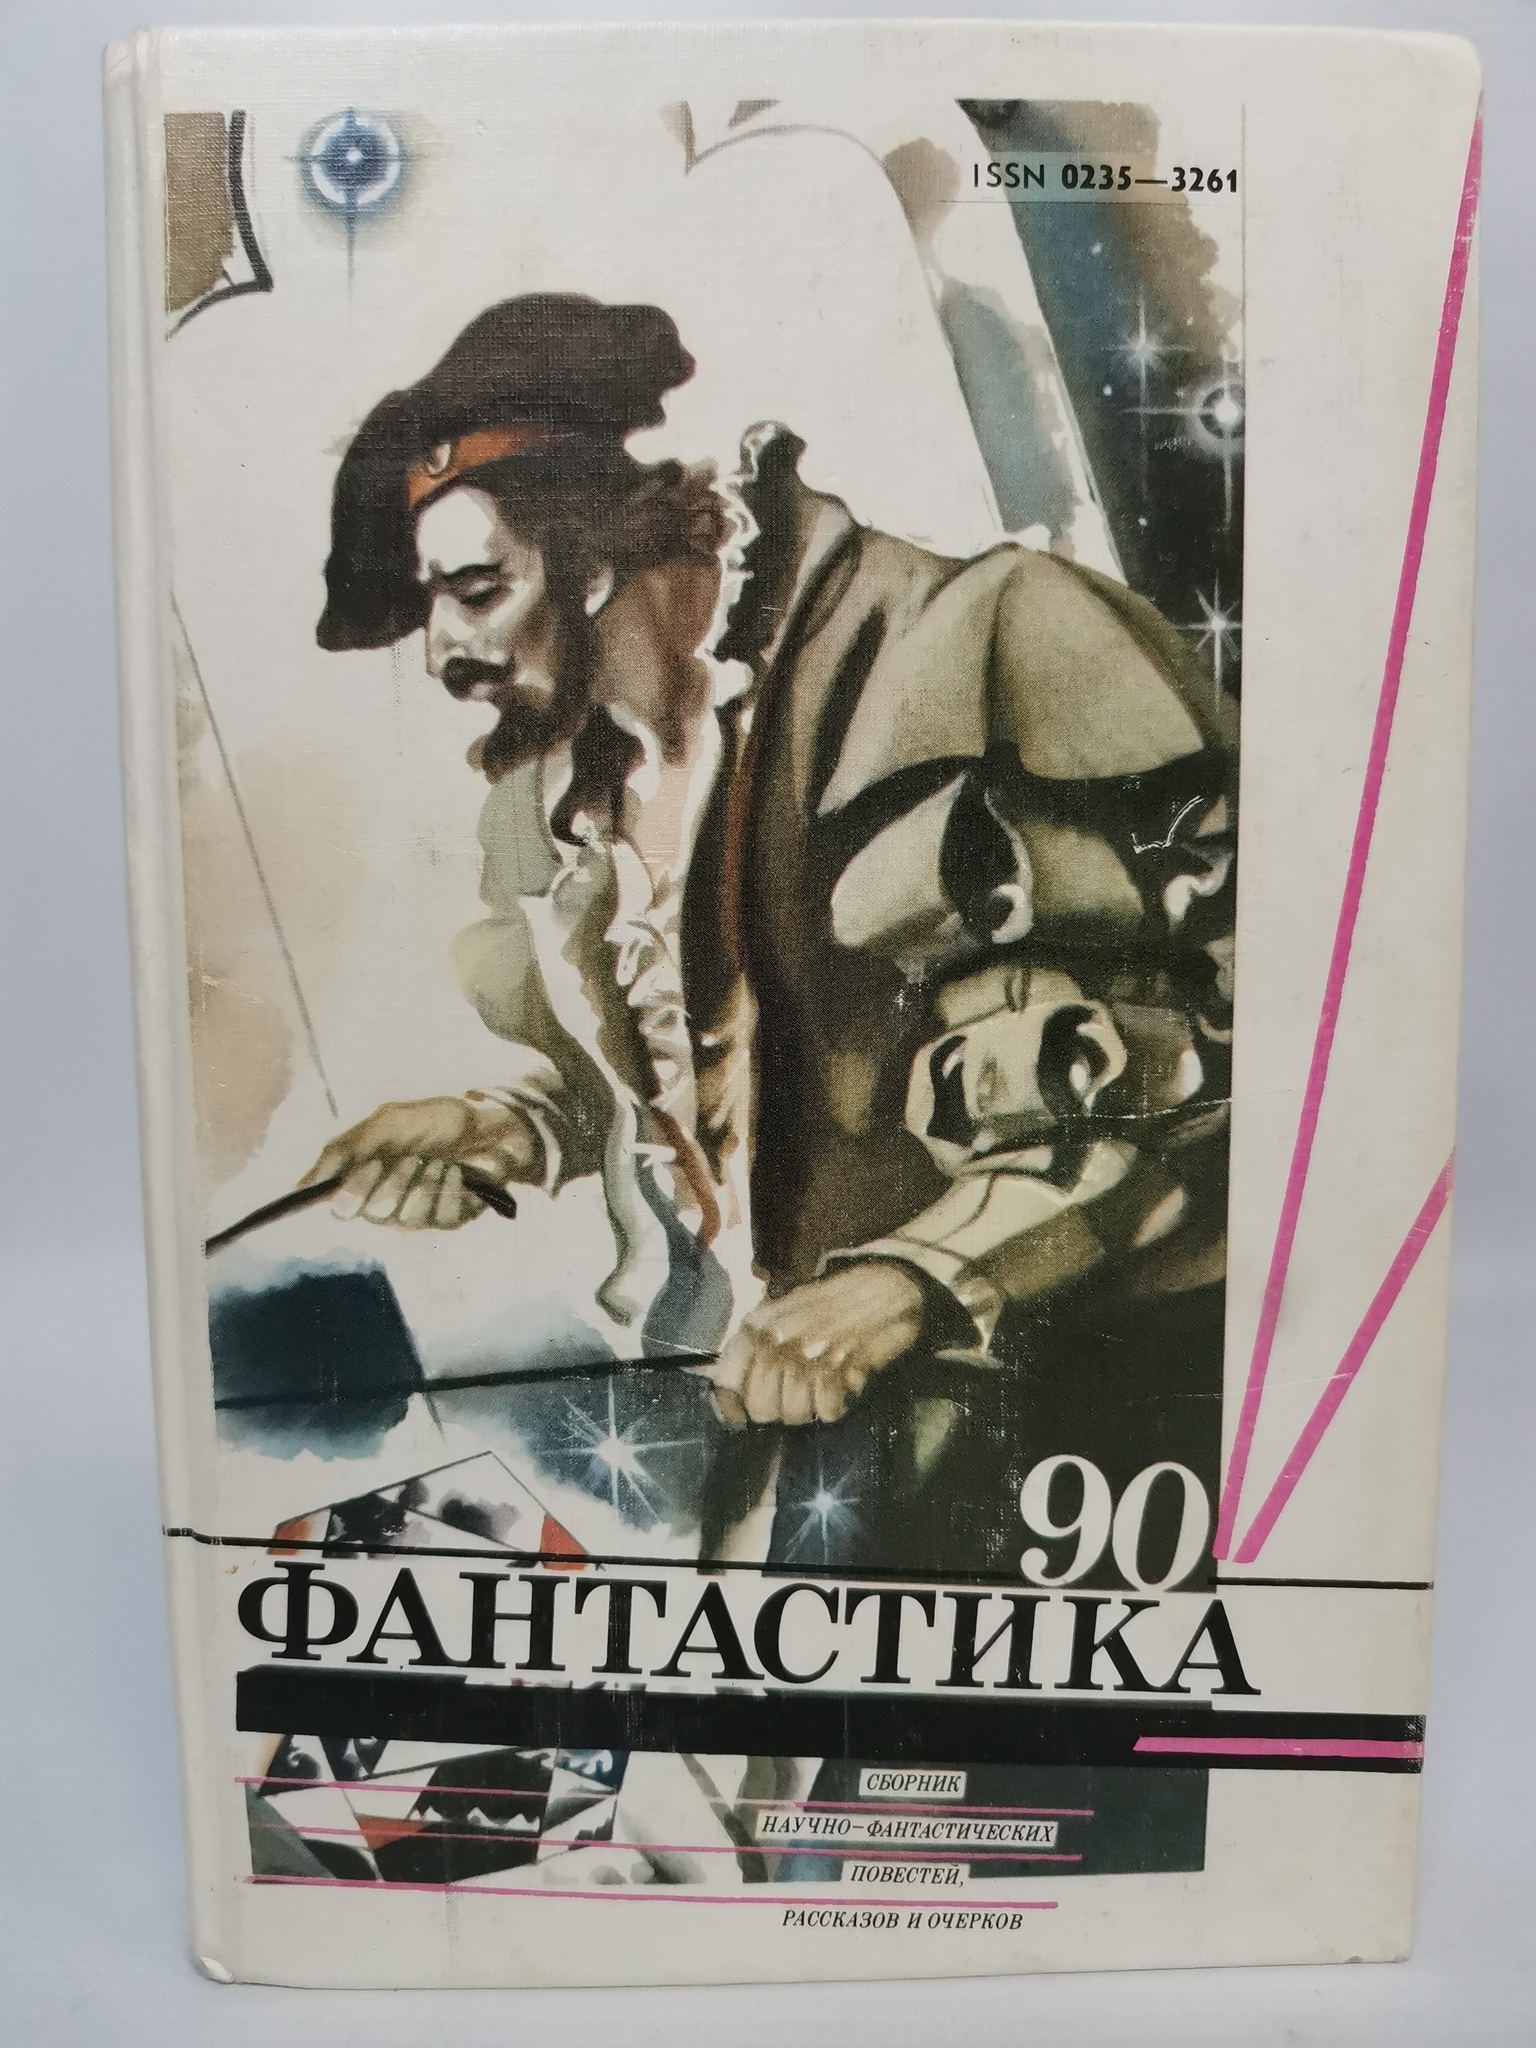 ISSN 0235—3261
90
ФАНТАСТИКА
СБОРНИК
НАУЧНО-ФАНТАСТИЧЕСКИХ
ПОВЕСТЕЙ,
РАССКАЗОВ И ОЧЕРКОВ